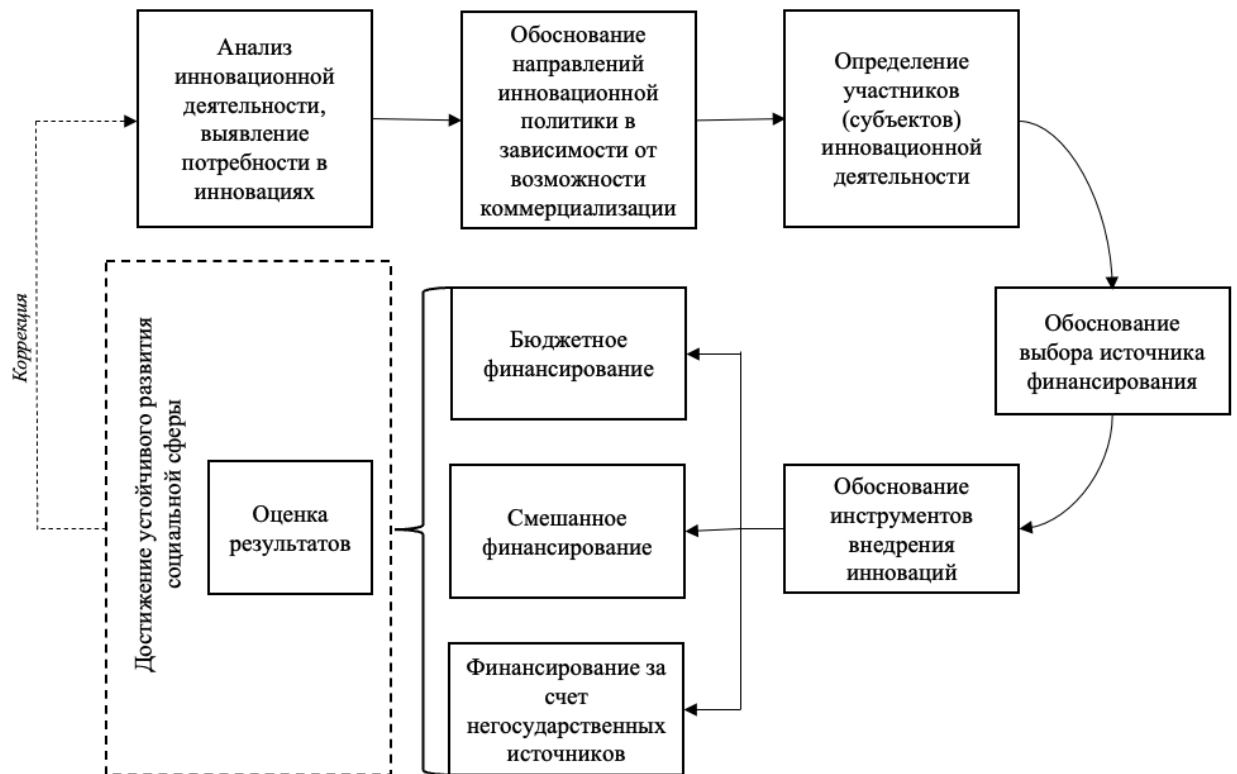 Анализ
инновационной
деятельности,
выявление
потребности в
инновациях
Обоснование
направлений
инновационной
политики в
зависимости от
возможности
коммерциализации
Определение
участников
(субъектов)
инновационной
деятельности
Обоснование
выбора источника
финансирования
Обоснование
инструментов
внедрения
инноваций
Бюджетное
финансирование
Смешанное
финансирование
Финансирование за
счет
негосударственных
источников
Оценка
результатов
Достижение устойчивого развития
социальной сферы
Коррекция